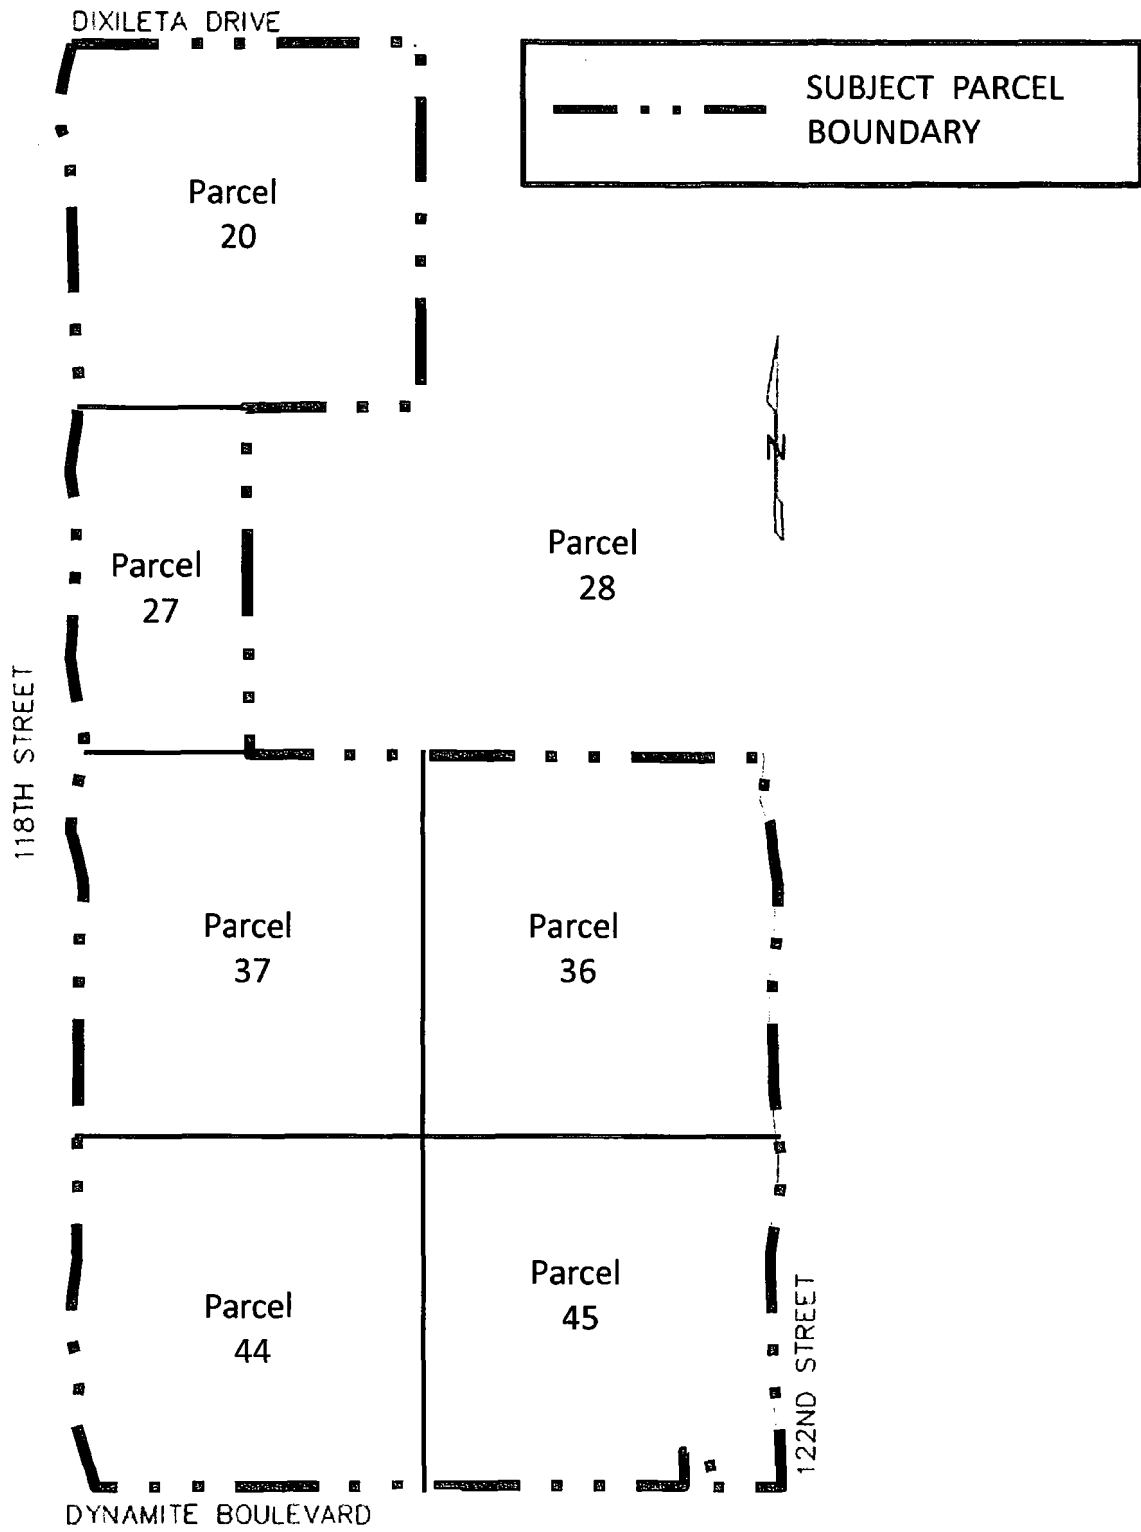 DIXILETA DRIVE
SUBJECT PARCEL
BOUNDARY
Parcel
20
N
Parcel
28
Parcel
27
118TH STREET
Parcel
37
Parcel
36
Parcel
44
Parcel
45
122ND STREET
DYNAMITE BOULEVARD